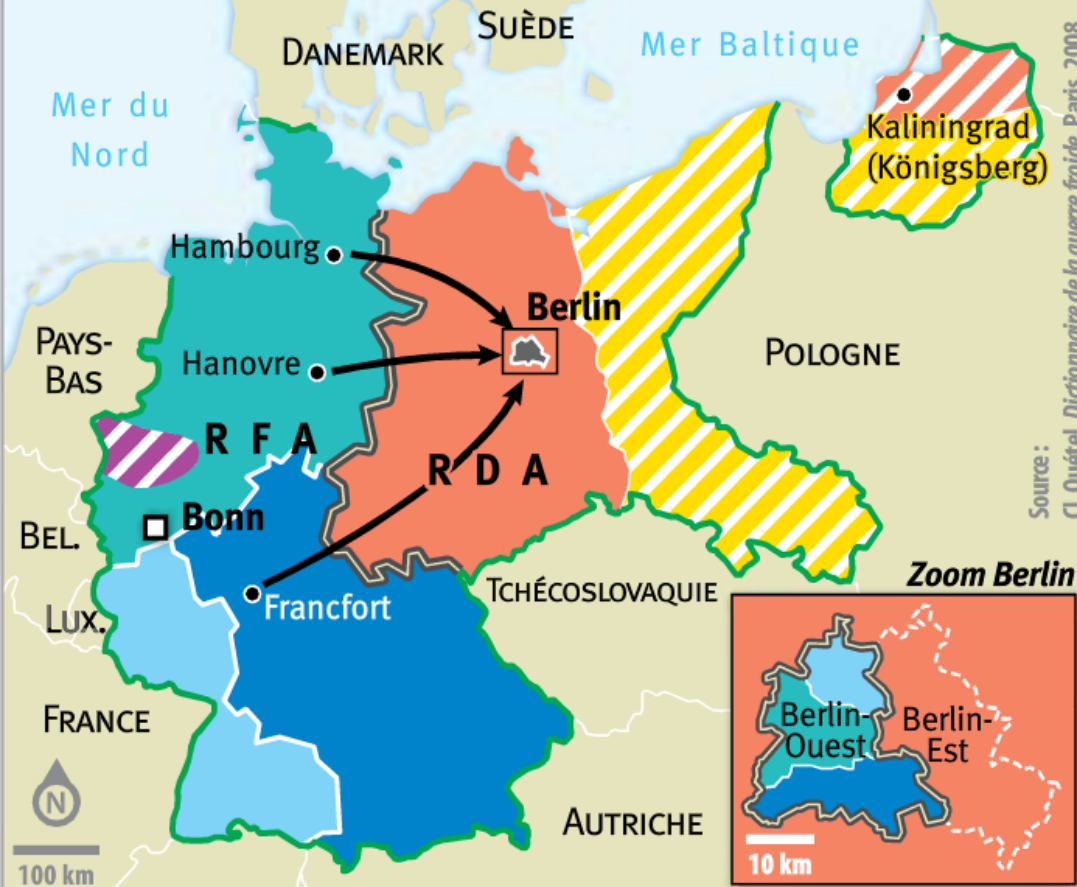 SUÈDE
DANEMARK
Mer Baltique
Mer du
Nord
Kaliningrad
(Königsberg)
Hambourg
Berlin
PAYS-
BAS
Hanovre
POLOGNE
R F A
R D A
BEL.
Bonn
Zoom Berlin
TCHÉCOSLOVAQUIE
LUX.
Francfort
FRANCE
Berlin-
Ouest
Berlin-
Est
N
AUTRICHE
100 km
10 km
Source :
Cl. Quétel, Dictionnaire de la guerre froide, Paris, 2008